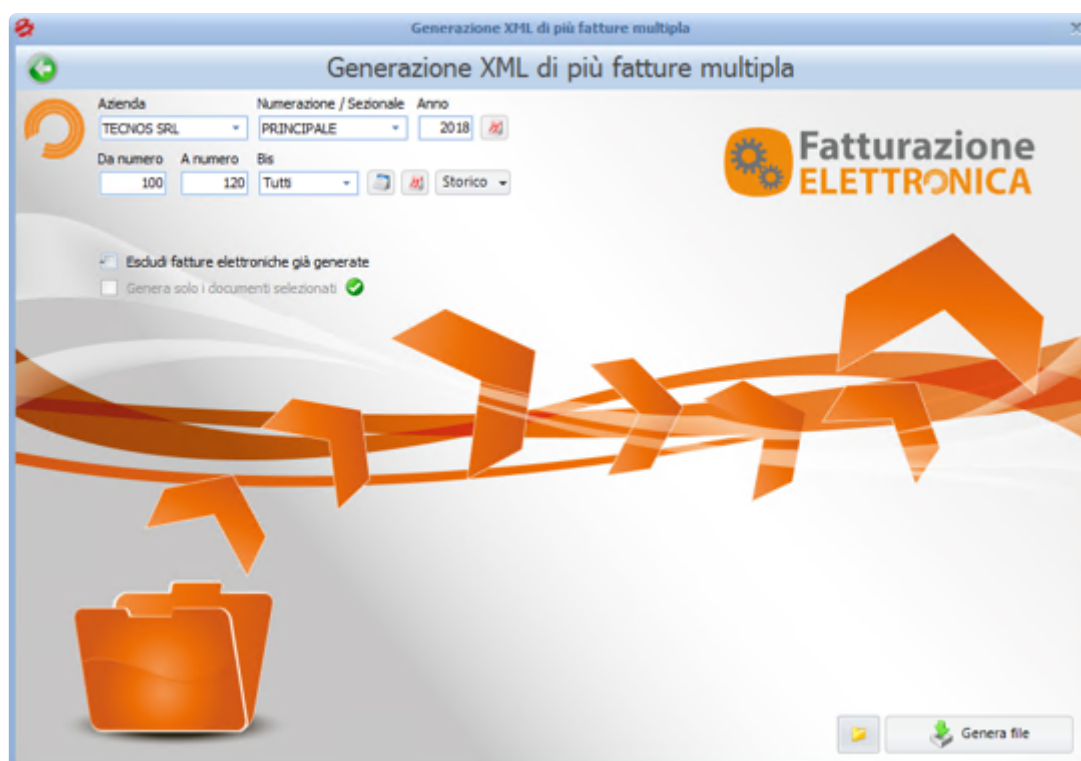 Generazione XML di più fatture multipla
Generazione XML di più fatture multipla
Azienda Numerazione / Sezionale Anno
TECNOS SRL PRINCIPALE 2018
Da numero A numero Bis
100 120 Tutti Storico
Fatturazione
ELETTRONICA
Escludi fatture elettroniche già generate
Genera solo i documenti selezionati
Genera file